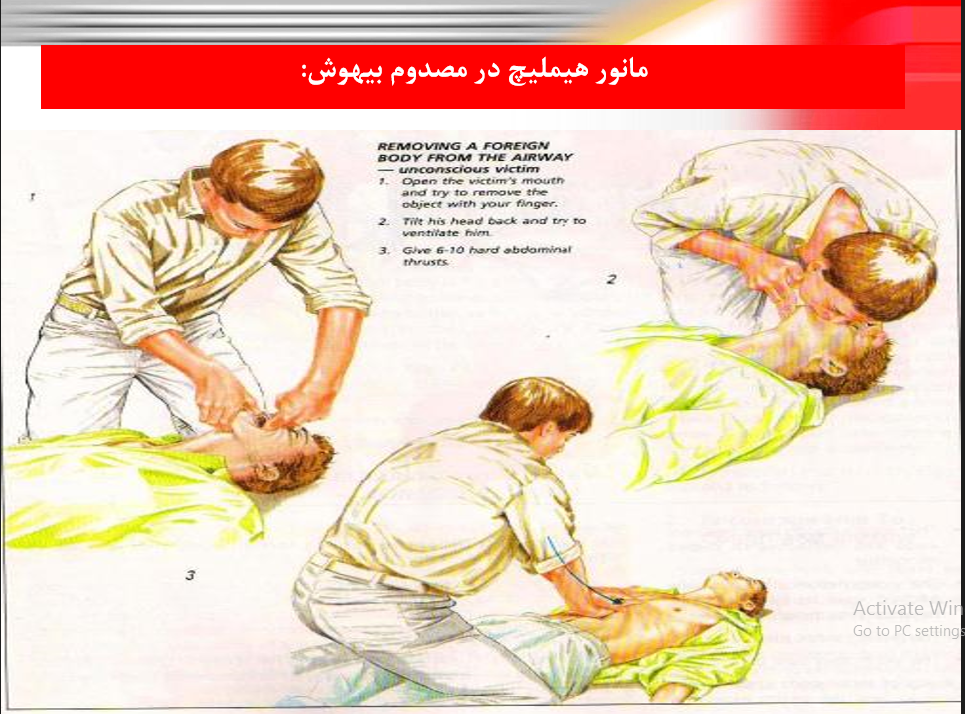 مانور هیملیچ در مصدوم بیهوش:
REMOVING A FOREIGN
BODY FROM THE AIRWAY
— unconscious victim
1. Open the victim's mouth
and try to remove the
object with your finger.
2. Tilt his head back and try to
ventilate him.
3. Give 6-10 hard abdominal
thrusts.
1
2
3
Activate Win
Go to PC settings